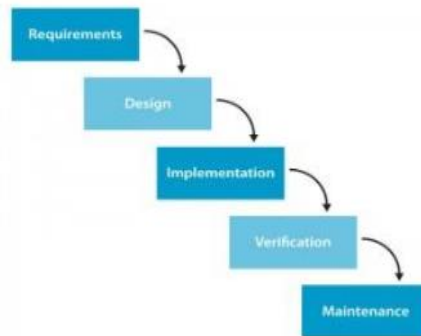 Requirements
Design
Implementation
Verification
Maintenance